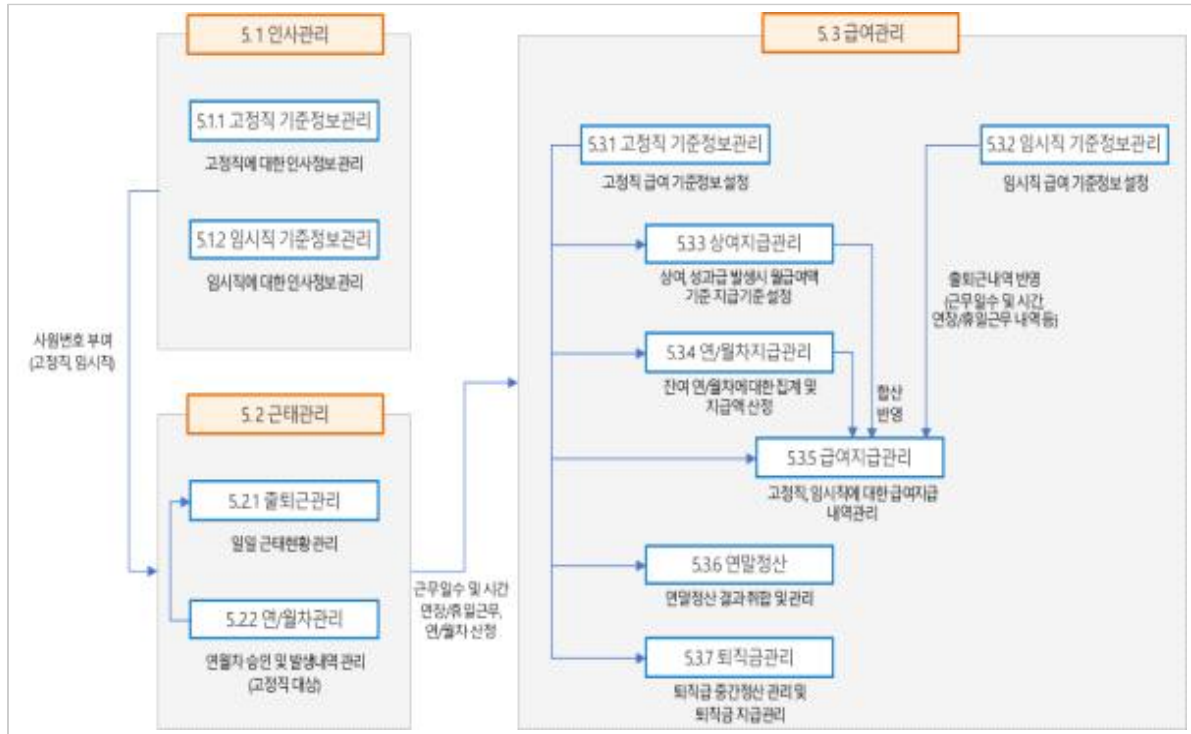 5. 1 인사관리
5.1.1 고정직 기준정보관리
고정직에 대한 인사정보관리
5.1.2 임시직 기준정보관리
임시직에 대한 인사정보관리
사원번호 부여
(고정직, 임시직)
5. 2 근태관리
5.2.1 출퇴근관리
일일 근태현황 관리
5.2.2 연/월차관리
연월차 승인 및 발생내역 관리
(고정직 대상)
근무일수 및 시간
연장/휴일근무,
연/월차 산정
5. 3 급여관리
5.3.1 고정직 기준정보관리
고정직 급여 기준정보 설정
5.3.2 임시직 기준정보관리
임시직 급여 기준정보 설정
5.3.3 상여지급관리
상여, 성과급 발생시 월급여액
기준 지급기준 설정
출퇴근내역 반영
(근무일수 및 시간,
연장/휴일근무 내역 등)
5.3.4 연/월차지급관리
잔여 연/월차에 대한 집계 및
지급액 산정
합산
반영
5.3.5 급여지급관리
고정직, 임시직에 대한 급여지급
내역관리
5.3.6 연말정산
연말정산 결과 취합 및 관리
5.3.7 퇴직금관리
퇴직급 중간정산 관리 및
퇴직금 지급관리